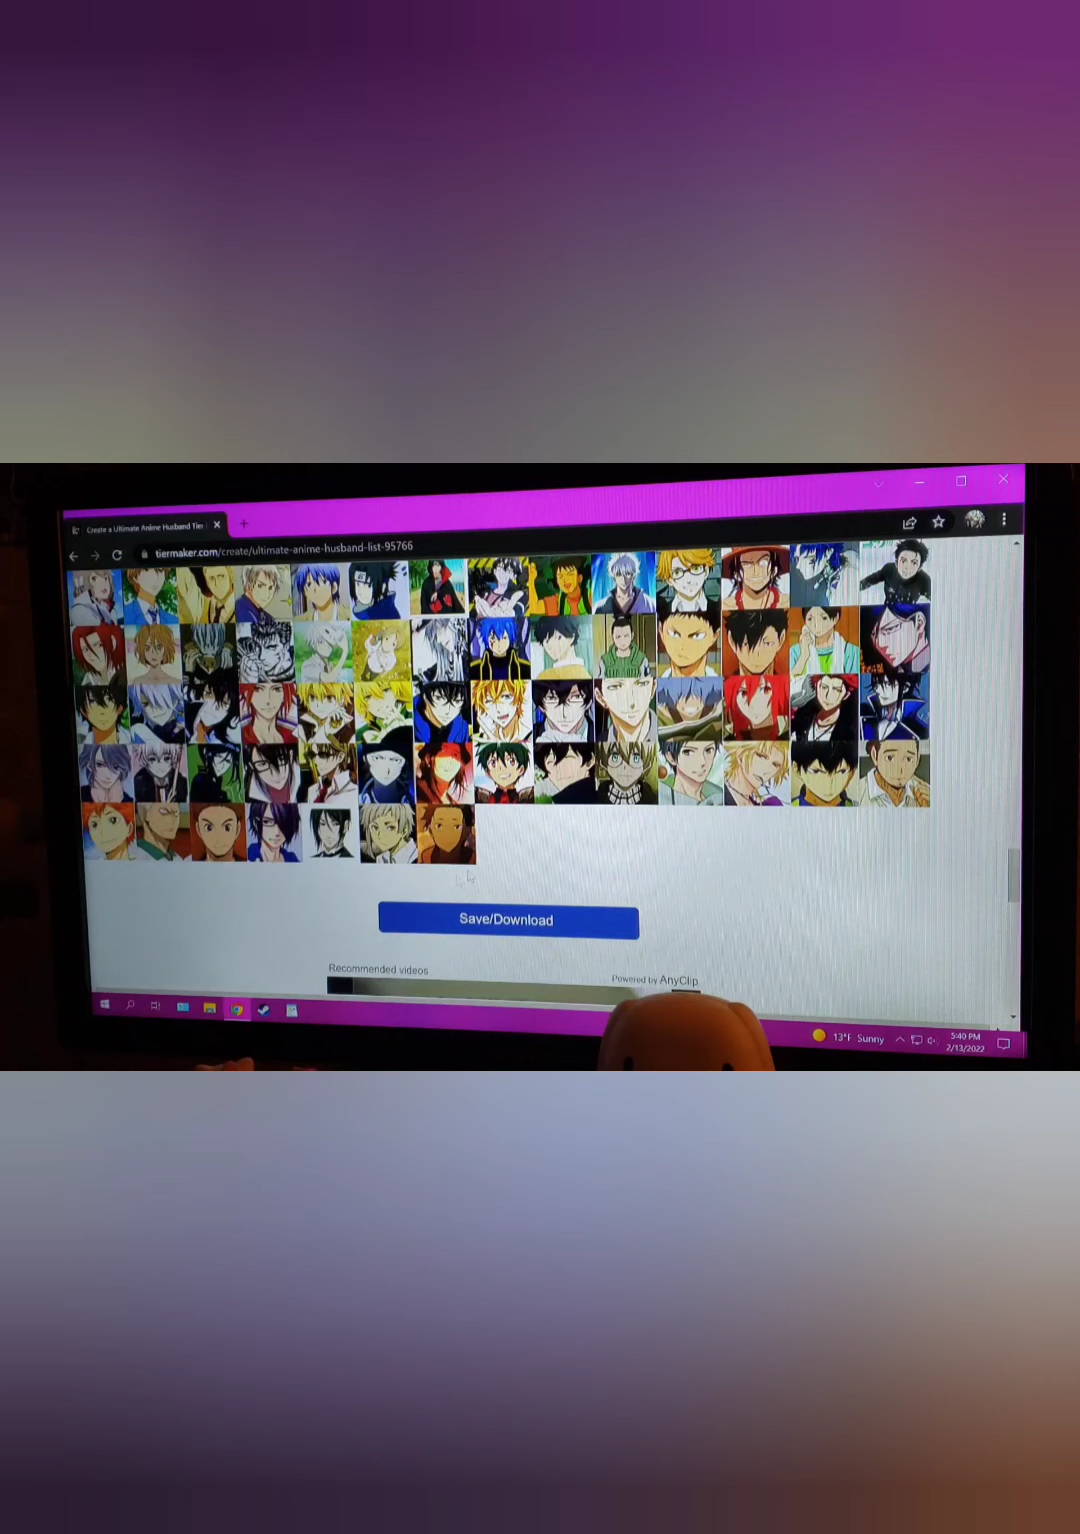 Create a Ultimate Anime Husband Tier
tiermaker.com/create/ultimate-anime-husband-list-95766
Save/Download
Recommended videos
Powered by AnyClip
13°F Sunny
5:40 PM
2/13/2022